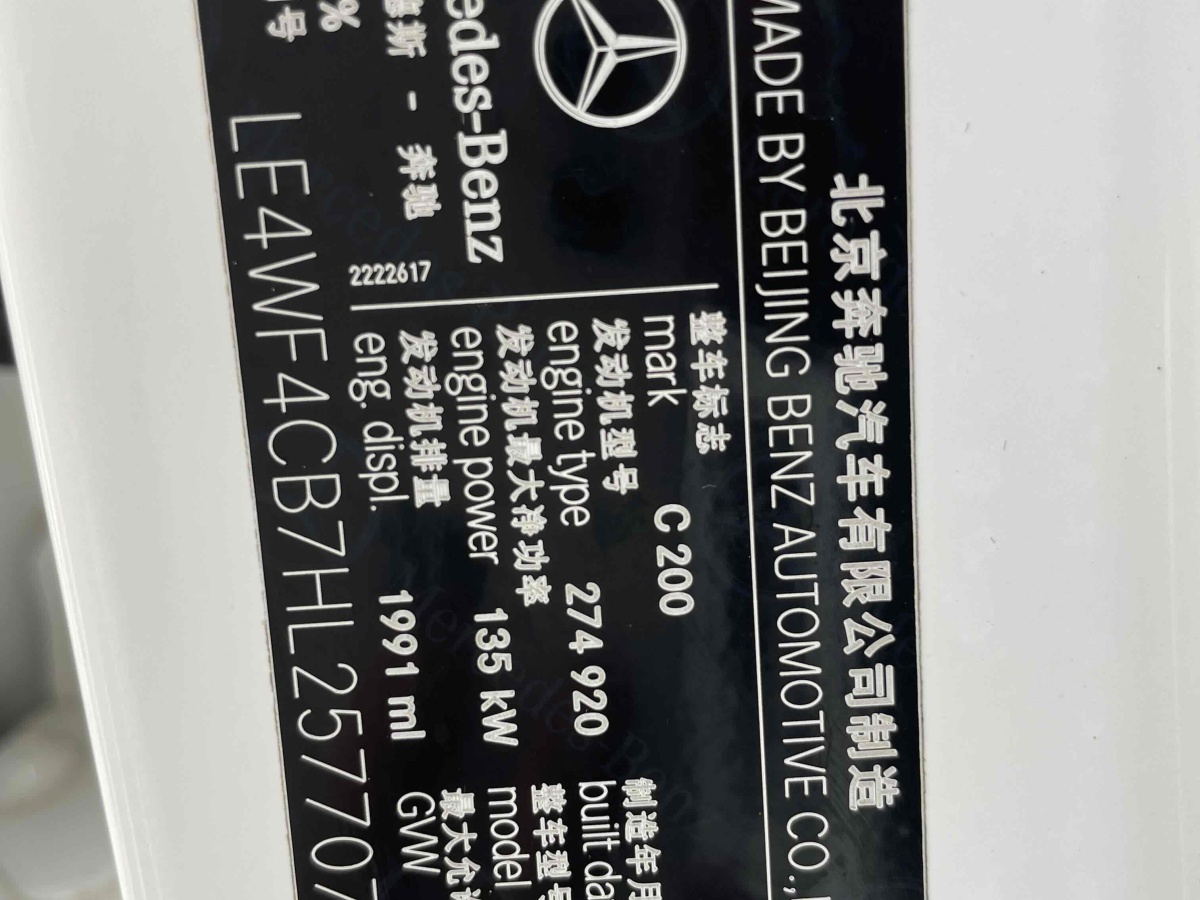 北京奔驰汽车有限公司制造
MADE BY BEIJING BENZ AUTOMOTIVE CO.,
edes-Benz
斯 - 奔驰
2222617
%
号
整车标志
mark C 200
发动机型号
engine type 274 920
发动机最大净功率
engine power 135 kW
发动机排量
eng. displ. 1991 ml
制造年月
built da
整车型号
model
最大允
GVW
LE4WF4CB7HL25770